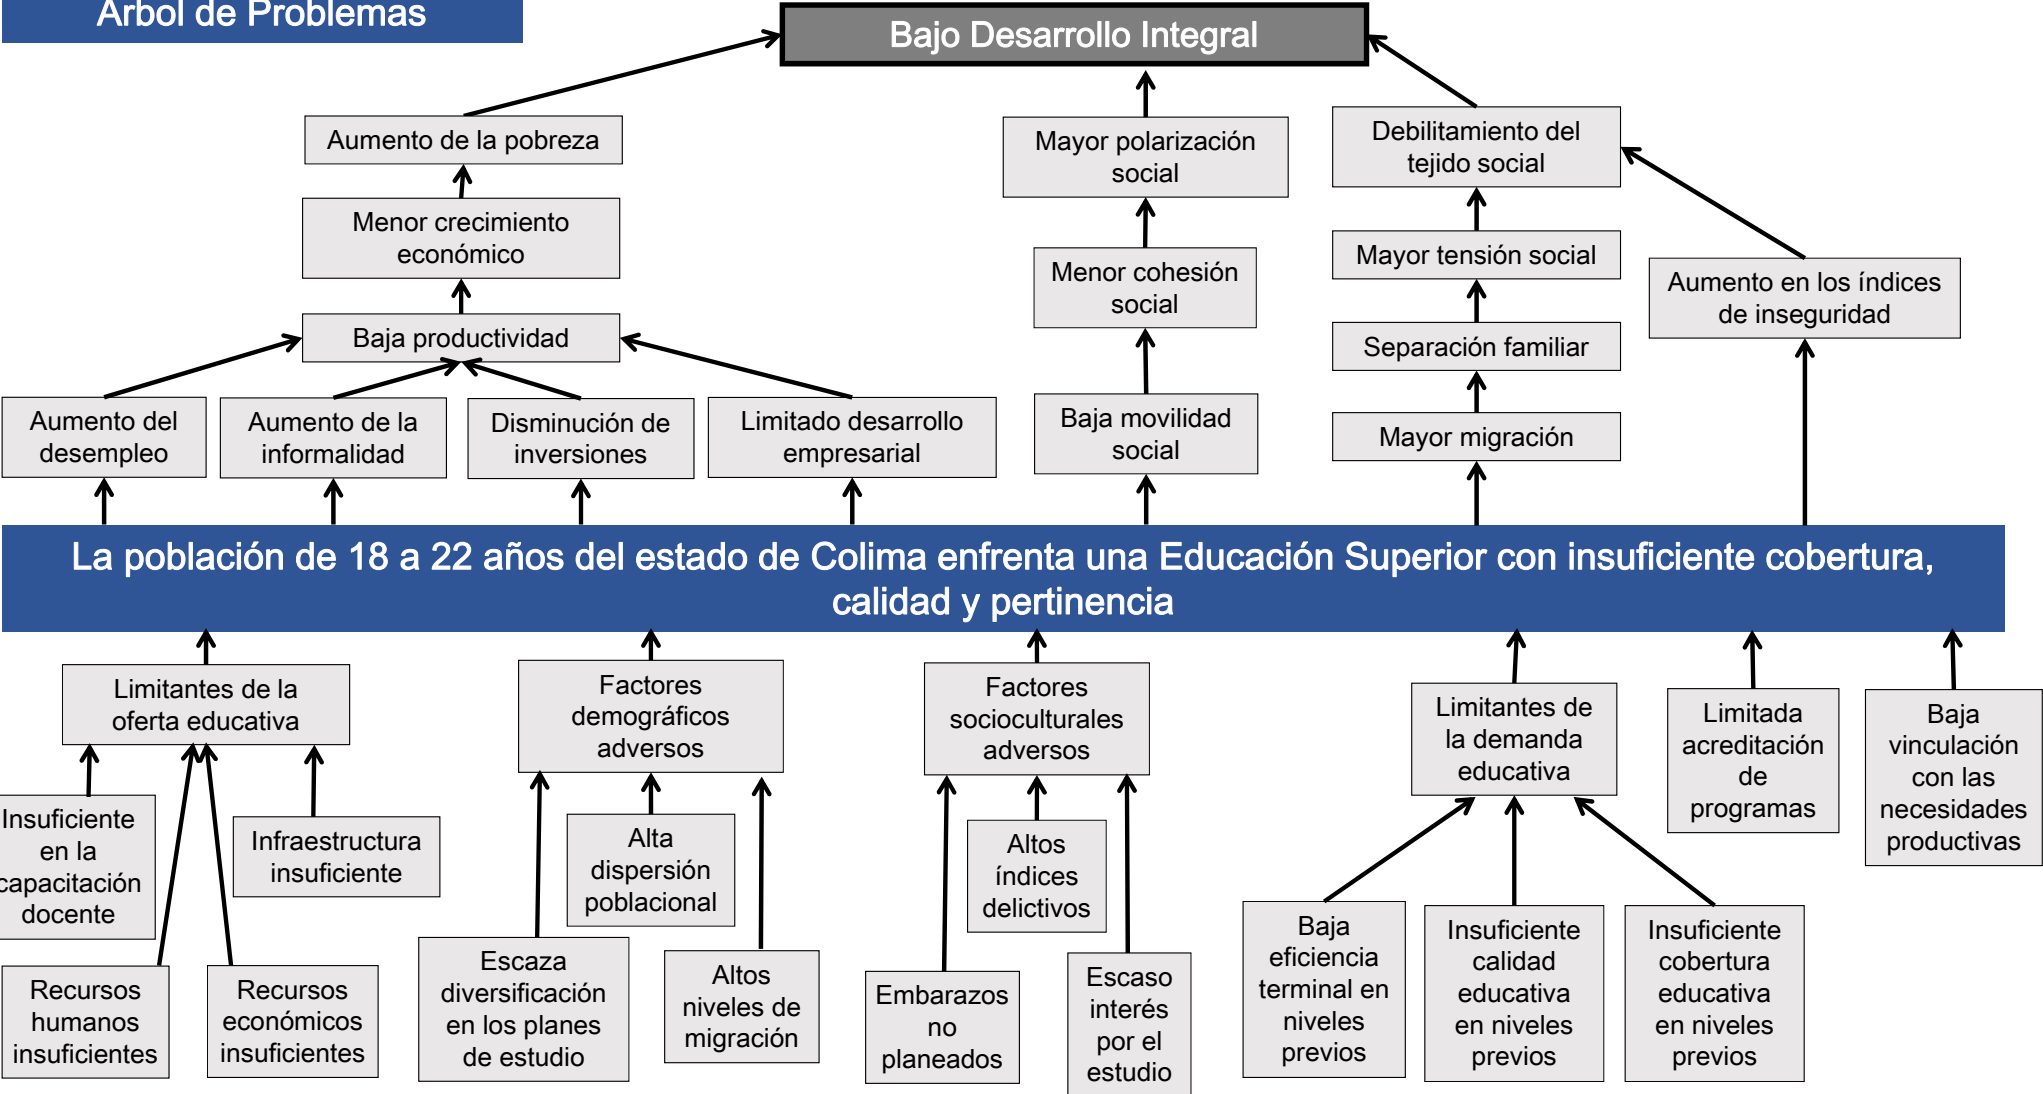 Árbol de Problemas
Bajo Desarrollo Integral
Aumento de la pobreza
Mayor polarización
social
Debilitamiento del
tejido social
Menor crecimiento
económico
Menor cohesión
social
Mayor tensión social
Aumento en los índices
de inseguridad
Baja productividad
Separación familiar
Aumento del
desempleo
Aumento de la
informalidad
Disminución de
inversiones
Limitado desarrollo
empresarial
Baja movilidad
social
Mayor migración
La población de 18 a 22 años del estado de Colima enfrenta una Educación Superior con insuficiente cobertura,
calidad y pertinencia
Limitantes de la
oferta educativa
Factores
demográficos
adversos
Factores
socioculturales
adversos
Limitantes de
la demanda
educativa
Limitada
acreditación
de
programas
Baja
vinculación
con las
necesidades
productivas
Insuficiente
en la
capacitación
docente
Infraestructura
insuficiente
Alta
dispersión
poblacional
Altos
índices
delictivos
Recursos
humanos
insuficientes
Recursos
económicos
insuficientes
Escaza
diversificación
en los planes
de estudio
Altos
niveles de
migración
Embarazos
no
planeados
Escaso
interés
por el
estudio
Baja
eficiencia
terminal en
niveles
previos
Insuficiente
calidad
educativa
en niveles
previos
Insuficiente
cobertura
educativa
en niveles
previos